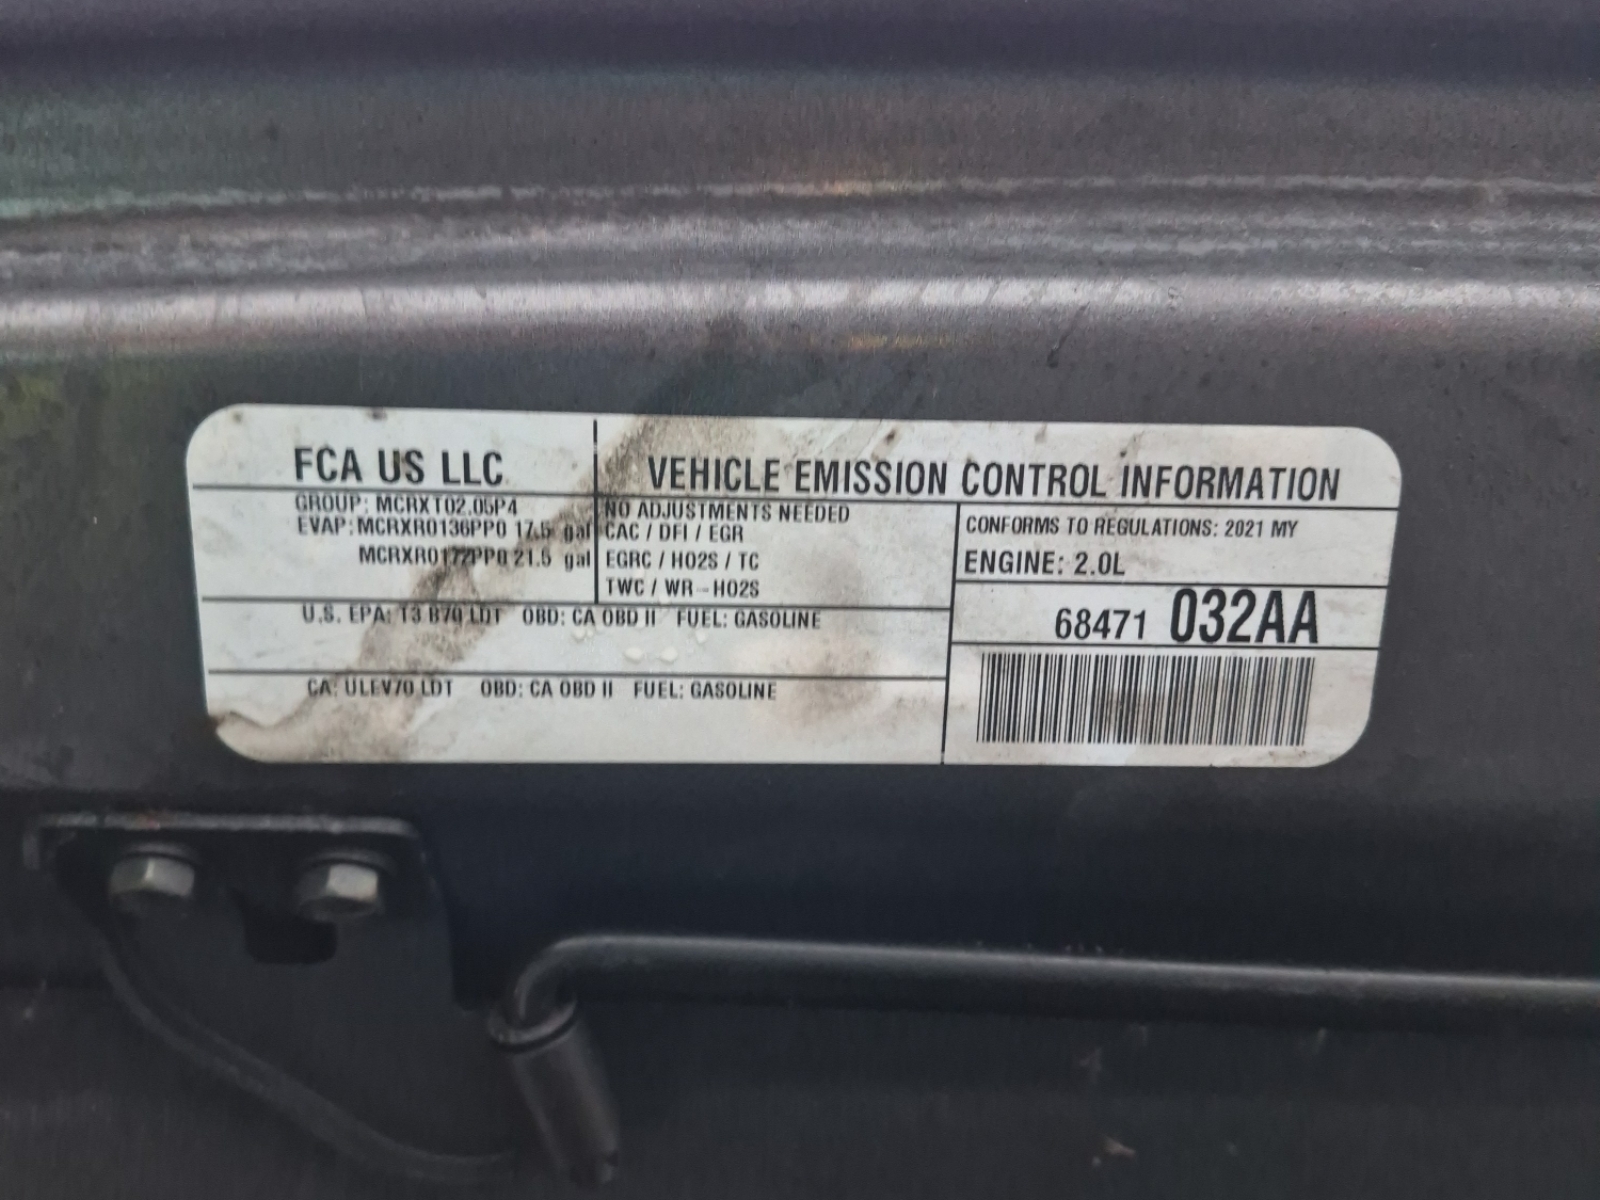 FCA US LLC
VEHICLE EMISSION CONTROL INFORMATION
GROUP: MCRXT02.05P4
EVAP: MCRXR0136PP0 17.5 gal
MCRXR0177PP0 21.5 gal
NO ADJUSTMENTS NEEDED
CAC / DFI / EGR
EGRC / HO2S / TC
TWC / WR-HO2S
CONFORMS TO REGULATIONS: 2021 MY
ENGINE: 2.0L
U.S. EPA: T3 B70 LDT OBD: CA OBD II FUEL: GASOLINE
68471 032AA
CA: ULEV70 LDT OBD: CA OBD II FUEL: GASOLINE